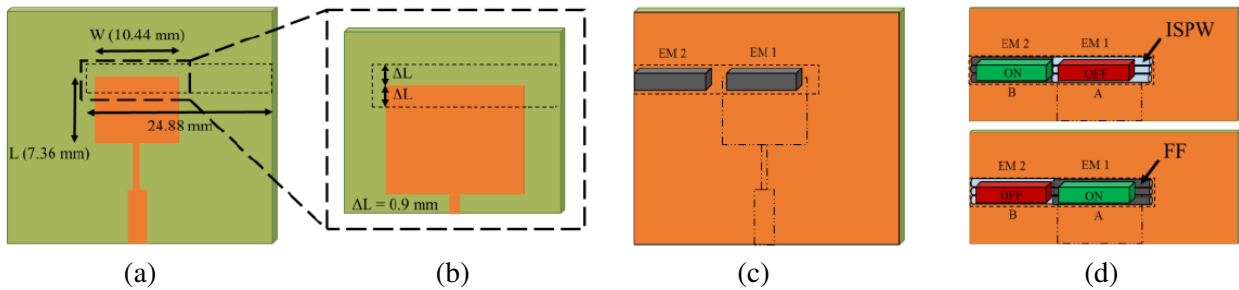 W (10.44 mm)
24.88 mm
L (7.36 mm)
ΔL
ΔL
ΔL = 0.9 mm
EM 2
EM 1
EM 2
EM 1
ISPW
ON
OFF
B
A
FF
EM 2
EM 1
OFF
ON
B
A
(a)
(b)
(c)
(d)